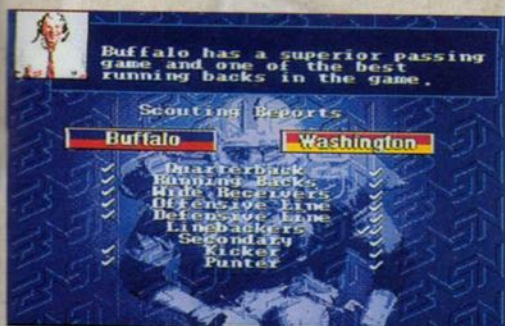 Buffalo has a superior passing
game and one of the best
running backs in the game.
Scouting Reports
Buffalo
Washington
Quarterback
Running Backs
Wide Receivers
Offensive Line
Defensive Line
Linebackers
Secondary
Kicker
Punter